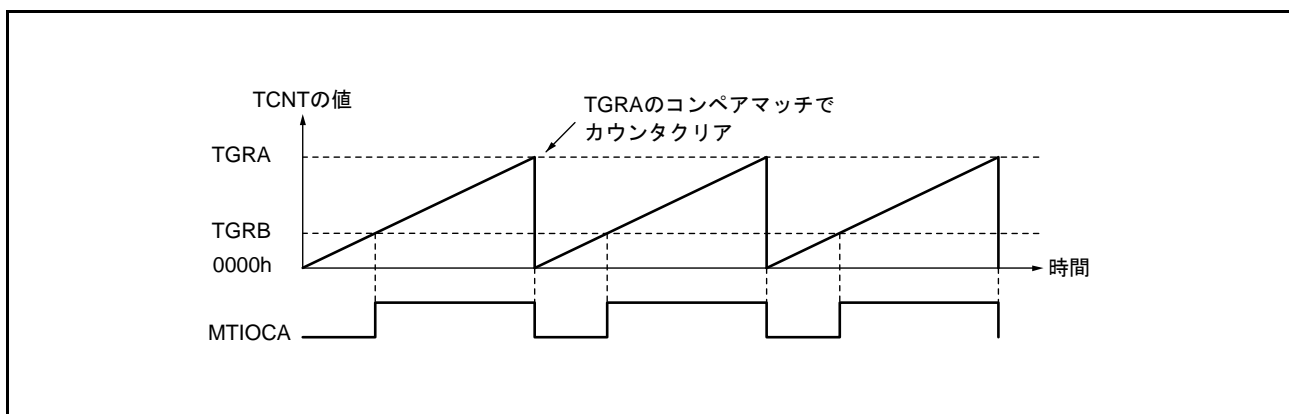 TCNTの値
TGRAのコンペアマッチで
カウンタクリア
TGRA
TGRB
0000h
時間
MTIOCA